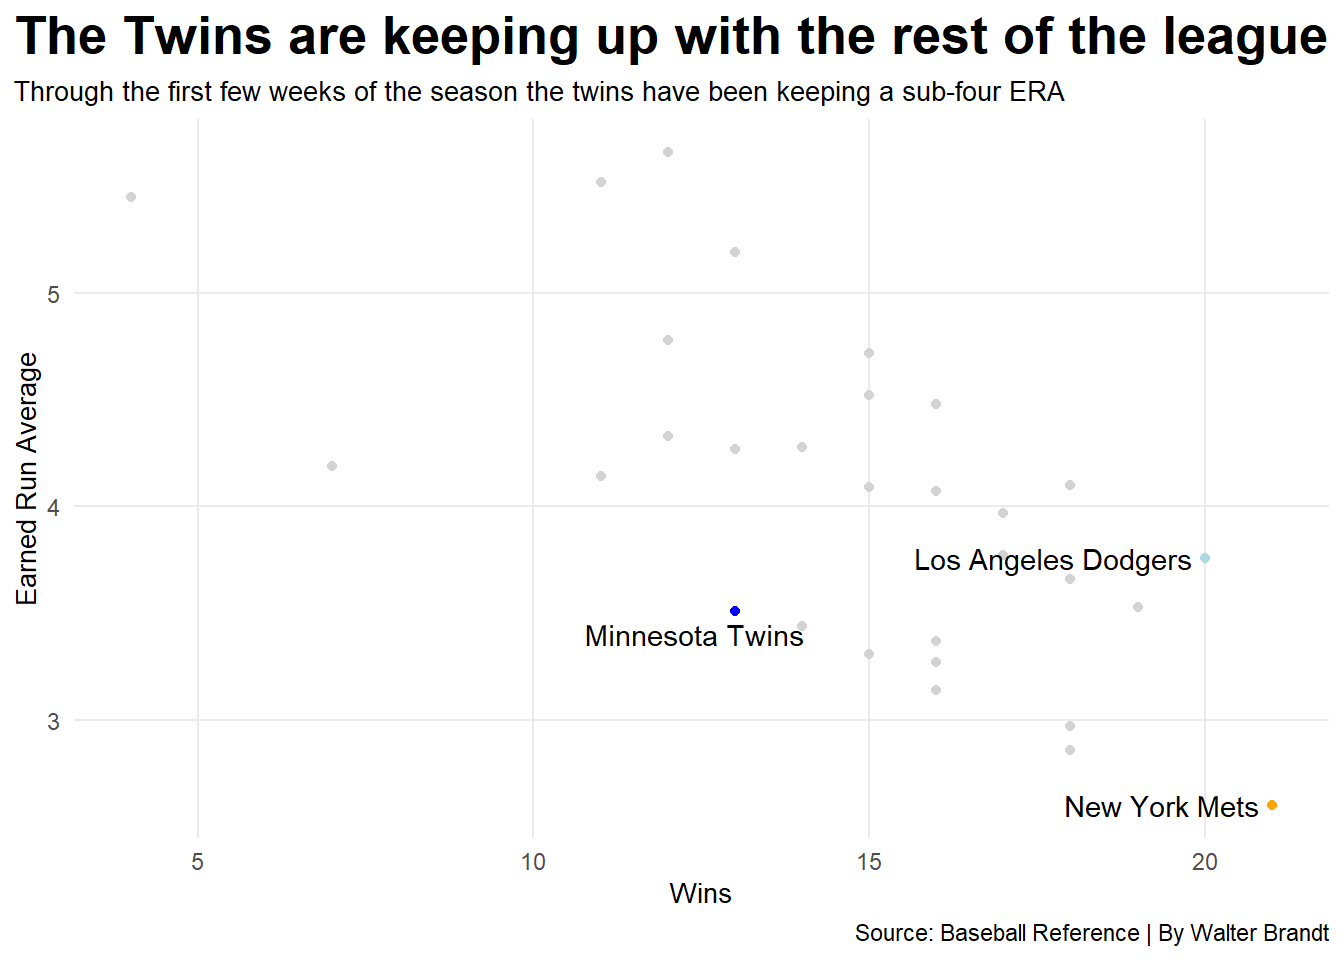 The Twins are keeping up with the rest of the league
Through the first few weeks of the season the twins have been keeping a sub-four ERA
5
4
3
Earned Run Average
Los Angeles Dodgers
Minnesota Twins
New York Mets
5 10 15 20
Wins
Source: Baseball Reference | By Walter Brandt